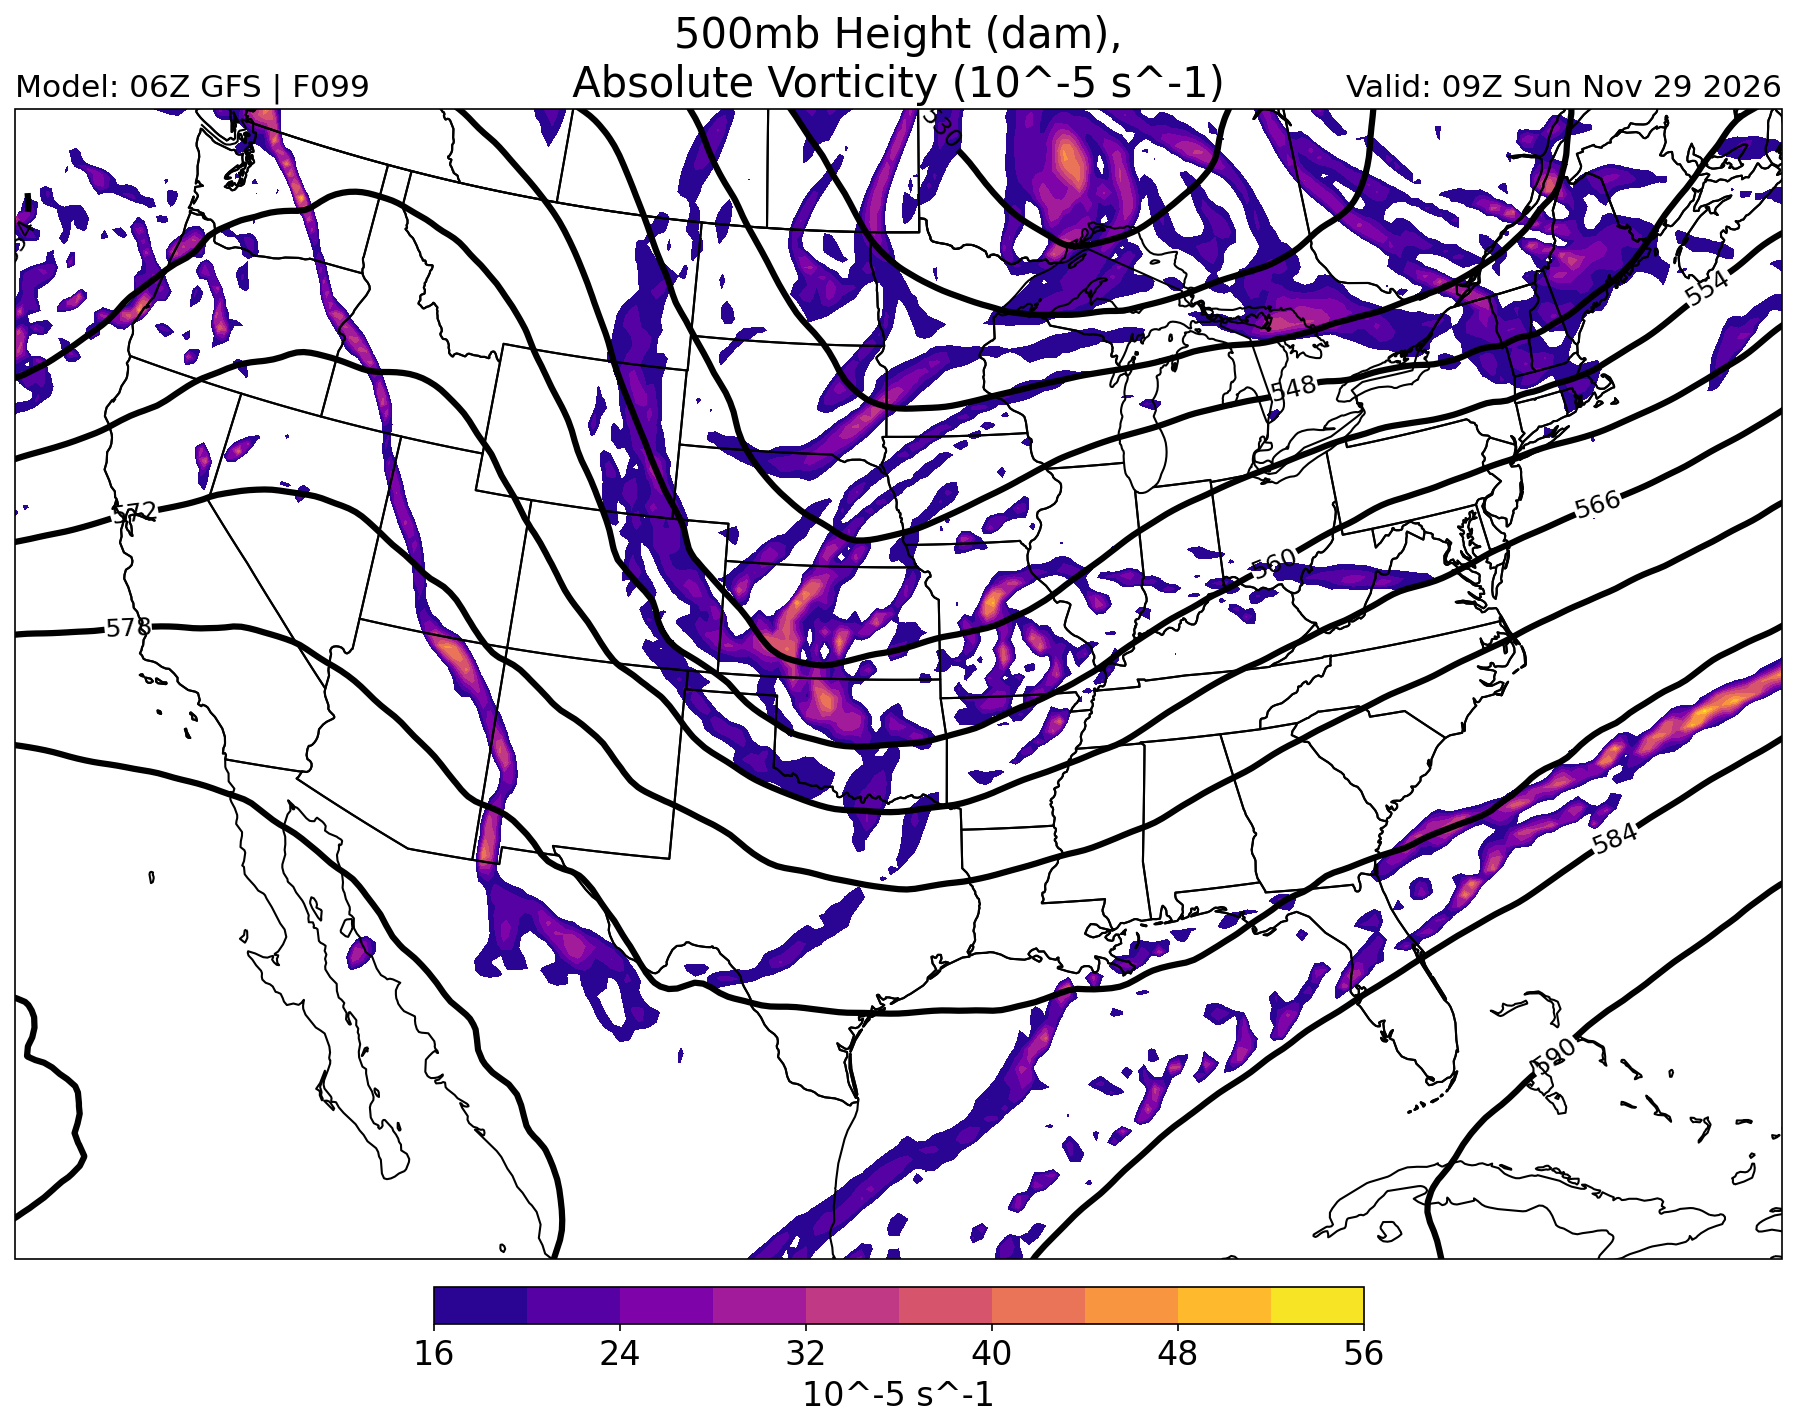 500mb Height (dam),
Absolute Vorticity (10^-5 s^-1)
Model: 06Z GFS | F099
Valid: 09Z Sun Nov 29 2026
530
554
548
572
566
560
578
584
590
16 24 32 40 48 56
10^-5 s^-1